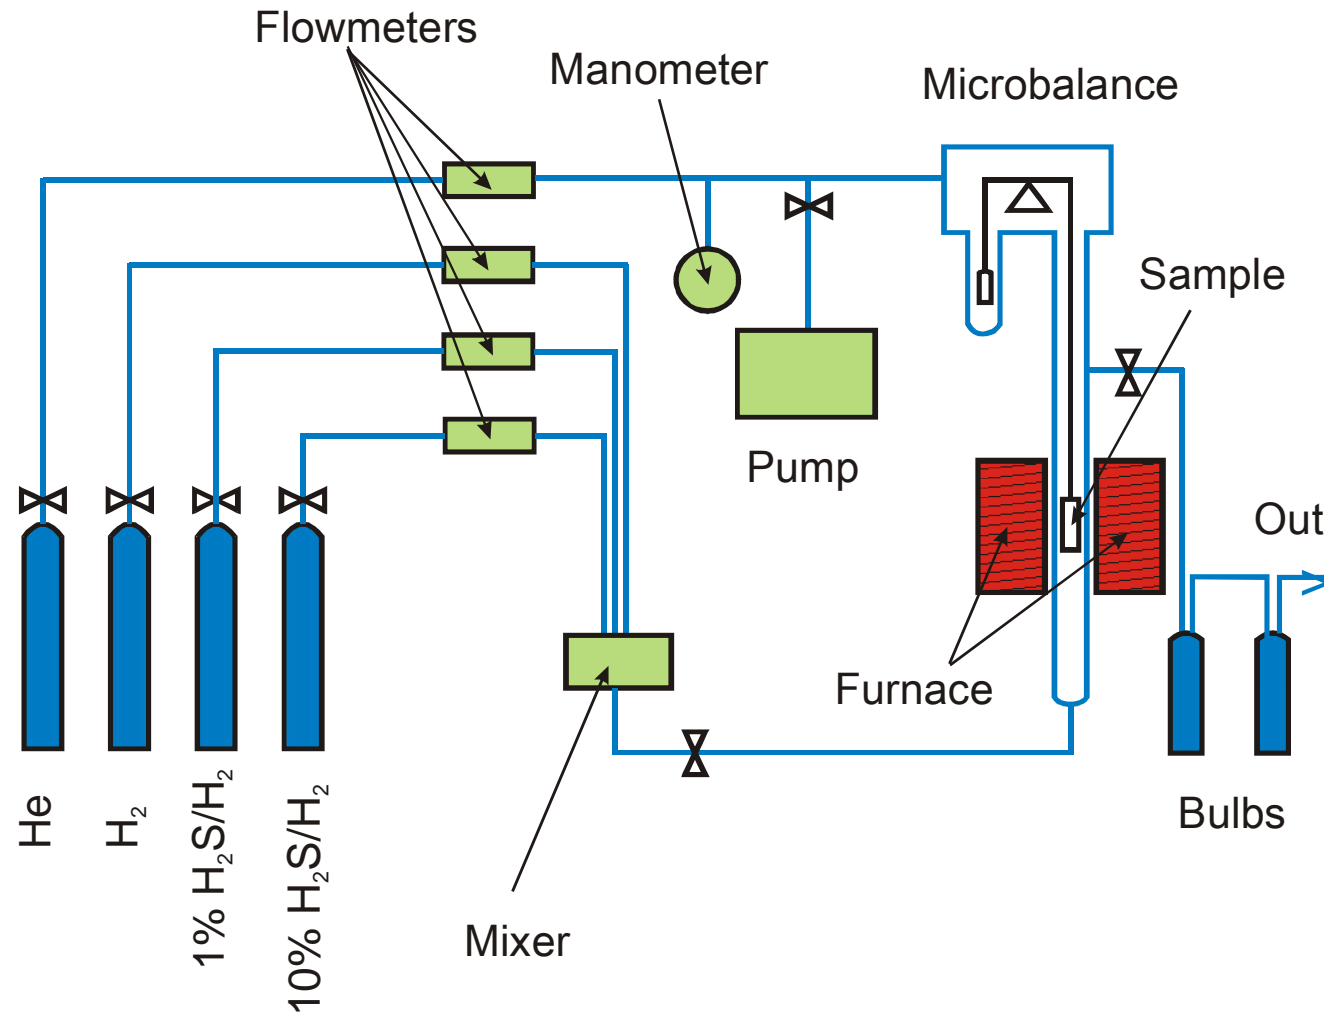 Flowmeters
Manometer
Microbalance
Sample
Pump
Out
Furnace
Bulbs
Mixer
He
H₂
1% H₂S/H₂
10% H₂S/H₂